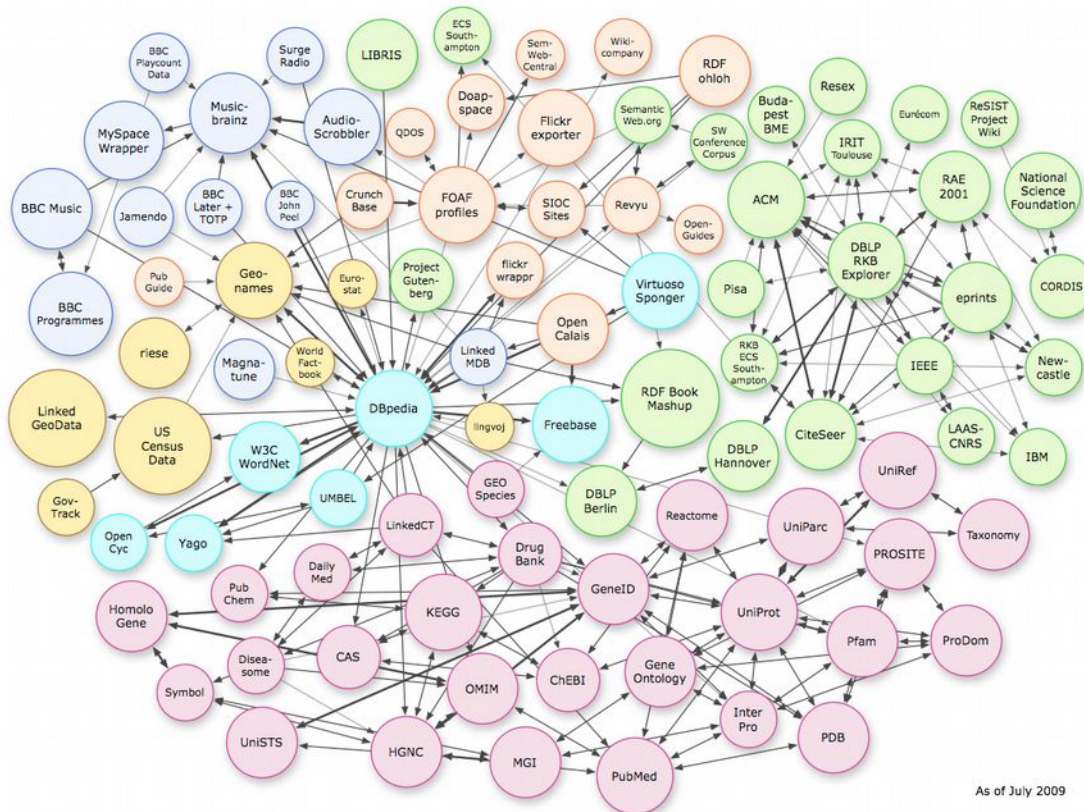 BBC
Playcount
Data
Surge
Radio
LIBRIS
ECS
South-
ampton
Sem-
Web-
Central
Wiki-
company
RDF
ohloh
Music-
brainz
MySpace
Wrapper
Audio-
Scrobbler
QDOS
Doap-
space
Flickr
exporter
Semantic
Web.org
SW
Conference
Corpus
Buda-
pest
BME
Resex
IRIT
Toulouse
Eurécom
ReSIST
Project
Wiki
BBC Music
Jamendo
BBC
Later +
TOTP
BBC
John
Peel
Crunch
Base
FOAF
profiles
SIOC
Sites
Revyu
Open-
Guides
ACM
RAE
2001
National
Science
Foundation
DBLP
RKB
Explorer
BBC
Programmes
Pub
Guide
Geo-
names
Euro-
stat
Project
Guten-
berg
flickr
wrappr
Virtuoso
Sponger
Pisa
eprints
CORDIS
riese
Magna-
tune
World
Fact-
book
Linked
MDB
Open
Calais
RKB
ECS
South-
ampton
IEEE
New-
castle
Linked
GeoData
US
Census
Data
DBpedia
lingvoj
Freebase
RDF Book
Mashup
CiteSeer
LAAS-
CNRS
IBM
W3C
WordNet
DBLP
Hannover
Gov-
Track
Open
Cyc
Yago
UMBEL
LinkedCT
GEO
Species
DBLP
Berlin
Reactome
UniParc
UniRef
Taxonomy
PROSITE
Daily
Med
Pub
Chem
Drug
Bank
Homolo
Gene
KEGG
GeneID
UniProt
Pfam
ProDom
Symbol
Disea-
some
CAS
OMIM
ChEBI
Gene
Ontology
Inter
Pro
UniSTS
HGNC
MGI
PubMed
PDB
As of July 2009